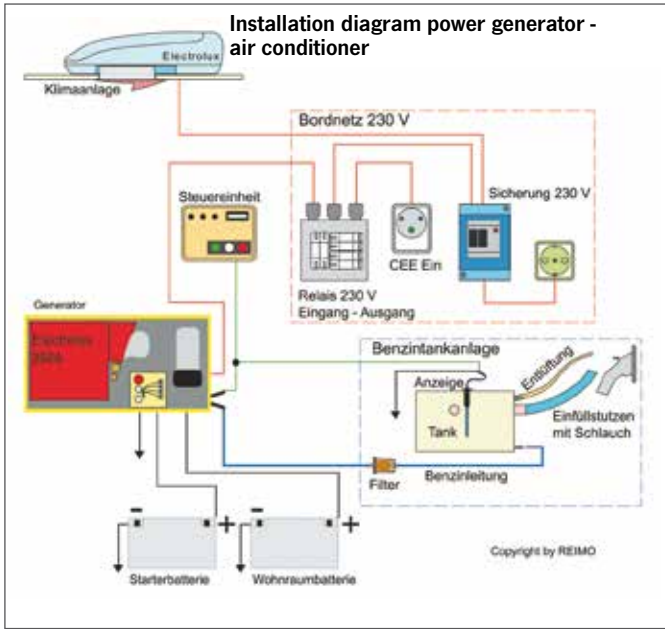 Installation diagram power generator -
air conditioner
Electrolux
Klimaanlage
Bordnetz 230 V
Steuereinheit
Sicherung 230 V
CEE Ein
Relais 230 V
Eingang - Ausgang
Generator
Benzintankanlage
Entlüftung
Anzeige
Einfüllstutzen
mit Schlauch
Tank
Filter
Benzinleitung
- +
- +
Starterbatterie
Wohnraumbatterie
Copyright by REIMO